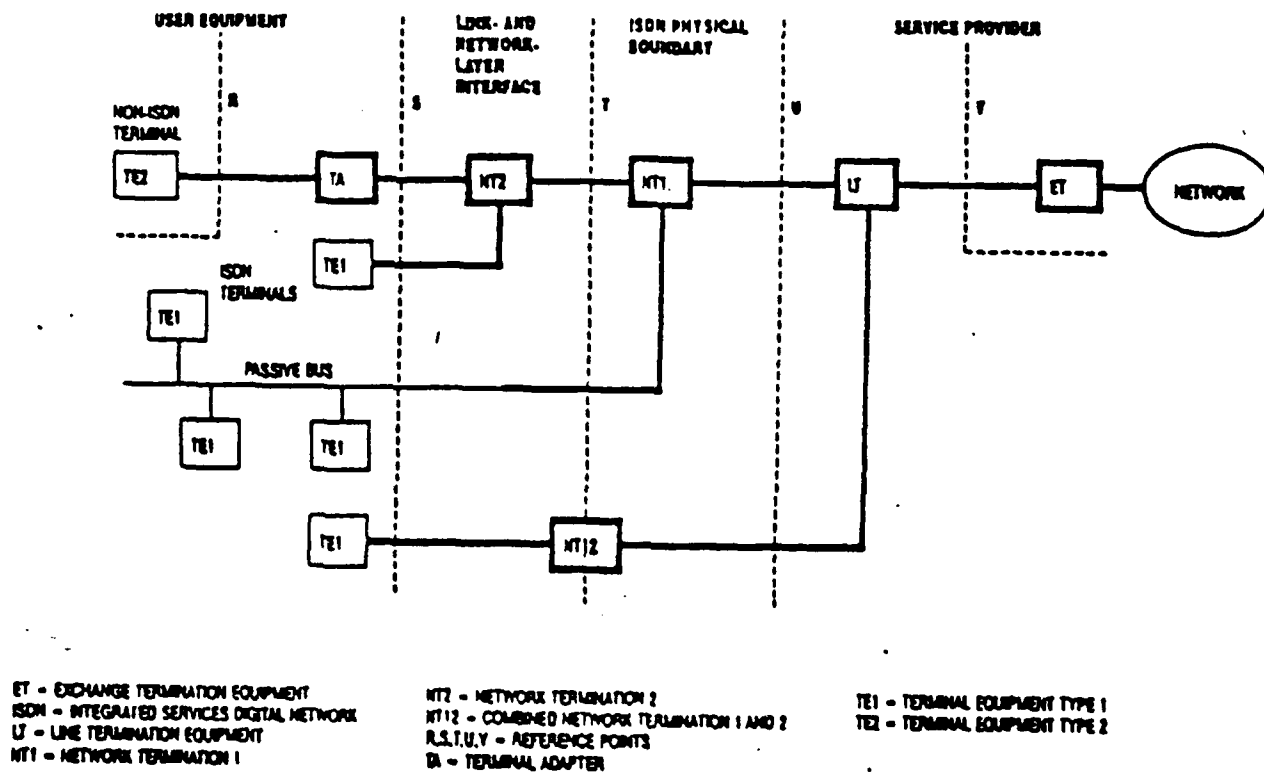 USER EQUIPMENT
LINK- AND
NETWORK-
LAYER
INTERFACE
ISDN PHYSICAL
BOUNDARY
SERVICE PROVIDER
R
S
T
U
NON-ISDN
TERMINAL
TE2
TA
NT2
NT1
LT
ET
NETWORK
TE1
ISDN
TERMINALS
TE1
PASSIVE BUS
TE1
TE1
TE1
NT12
ET = EXCHANGE TERMINATION EQUIPMENT
ISDN = INTEGRATED SERVICES DIGITAL NETWORK
LT = LINE TERMINATION EQUIPMENT
NT1 = NETWORK TERMINATION 1
NT2 = NETWORK TERMINATION 2
NT12 = COMBINED NETWORK TERMINATION 1 AND 2
= REFERENCE POINTS
TA = TERMINAL ADAPTER
TE1 = TERMINAL EQUIPMENT TYPE 1
TE2 = TERMINAL EQUIPMENT TYPE 2